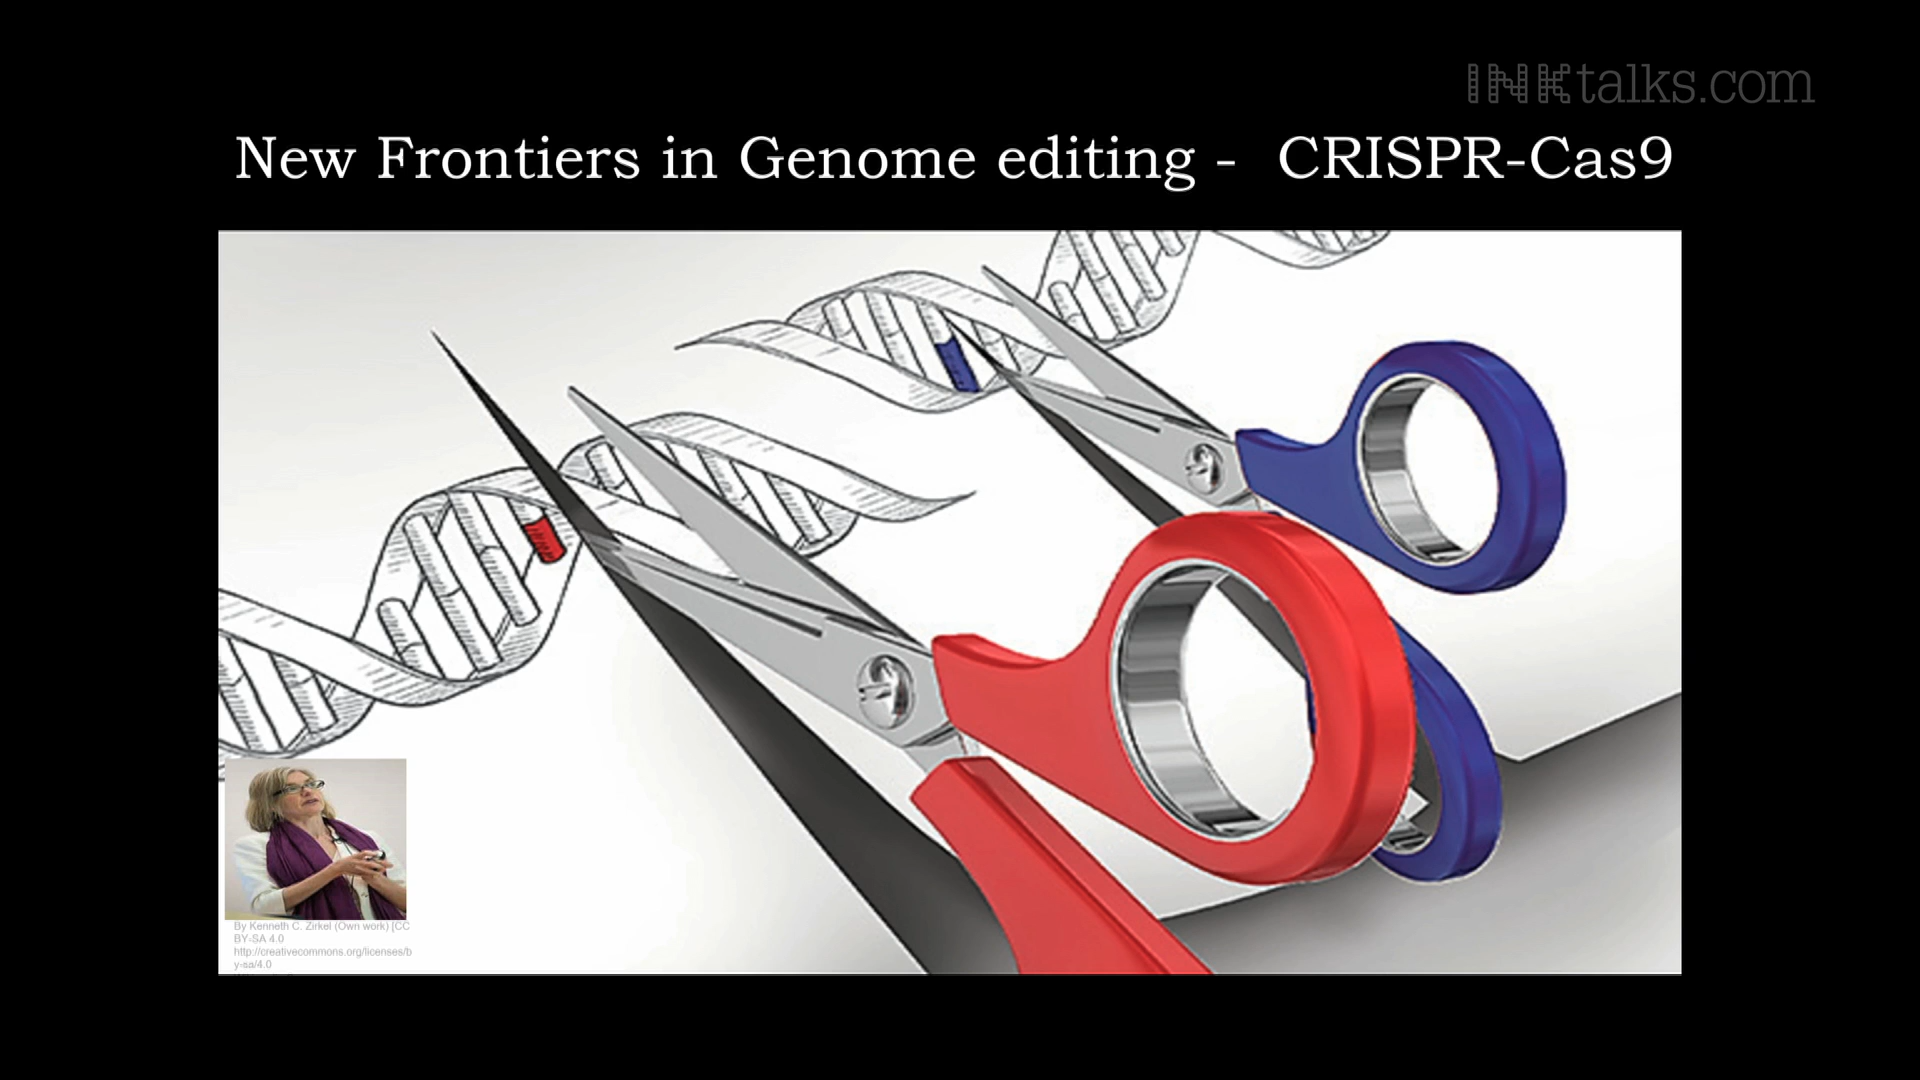 INKtalks.com
New Frontiers in Genome editing - CRISPR-Cas9
By Kenneth C. Zirkel (Own work) [CC
BY-SA 4.0
http://creativecommons.org/licenses/b
y-sa/4.0